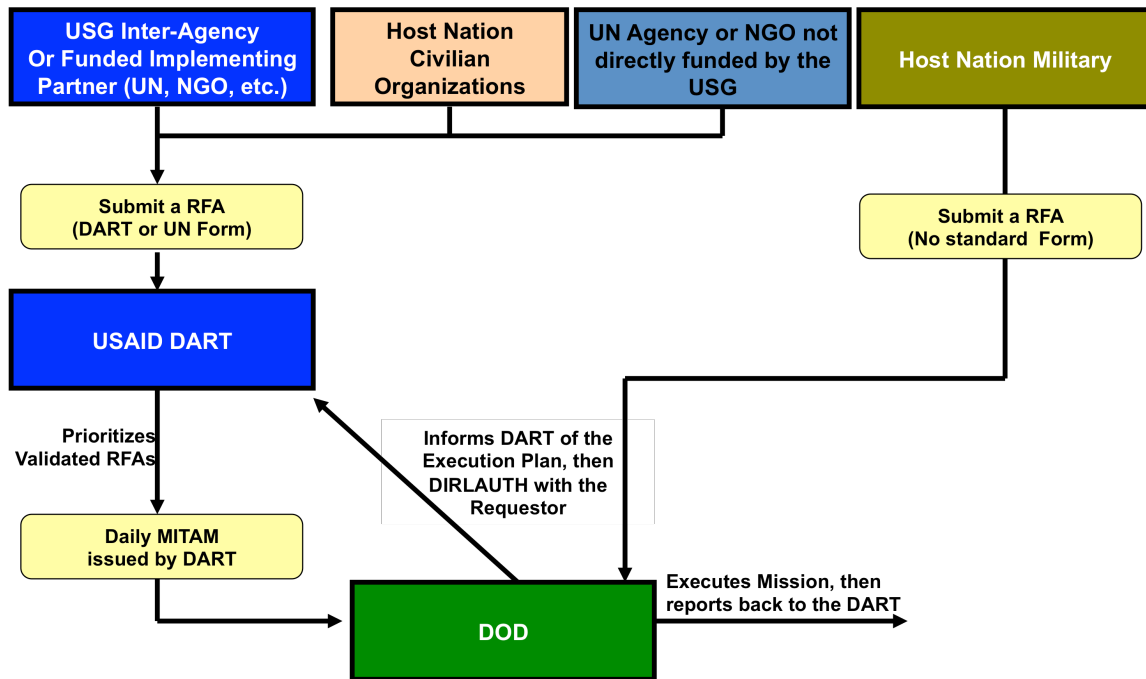 USG Inter-Agency
Or Funded Implementing
Partner (UN, NGO, etc.)
Host Nation
Civilian
Organizations
UN Agency or NGO not
directly funded by the
USG
Host Nation Military
Submit a RFA
(DART or UN Form)
Submit a RFA
(No standard  Form)
USAID DART
Prioritizes
Validated RFAs
Informs DART of the
Execution Plan, then
DIRLAUTH with the
Requestor
Daily MITAM
issued by DART
DOD
Executes Mission, then
reports back to the DART